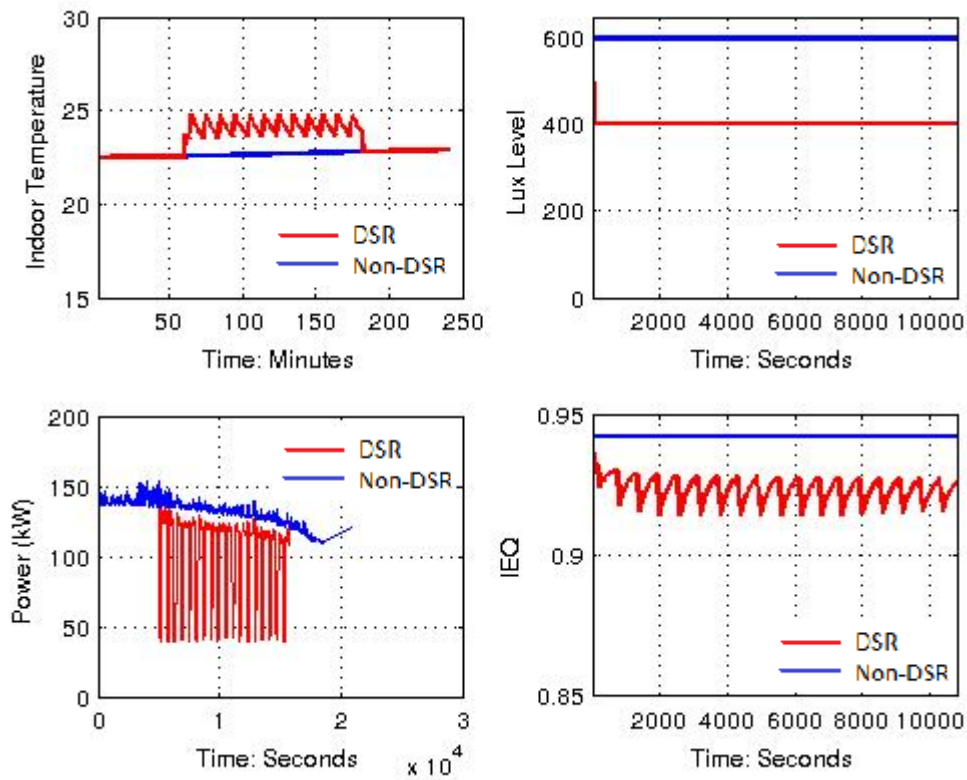 30
25
20
15
Indoor Temperature
DSR
Non-DSR
50 100 150 200 250
Time: Minutes
600
400
200
0
Lux Level
DSR
Non-DSR
2000 4000 6000 8000 10000
Time: Seconds
200
150
100
50
0
Power (kW)
DSR
Non-DSR
0 1 2 3
Time: Seconds
x 10^4
0.95
0.9
0.85
IEQ
DSR
Non-DSR
2000 4000 6000 8000 10000
Time: Seconds